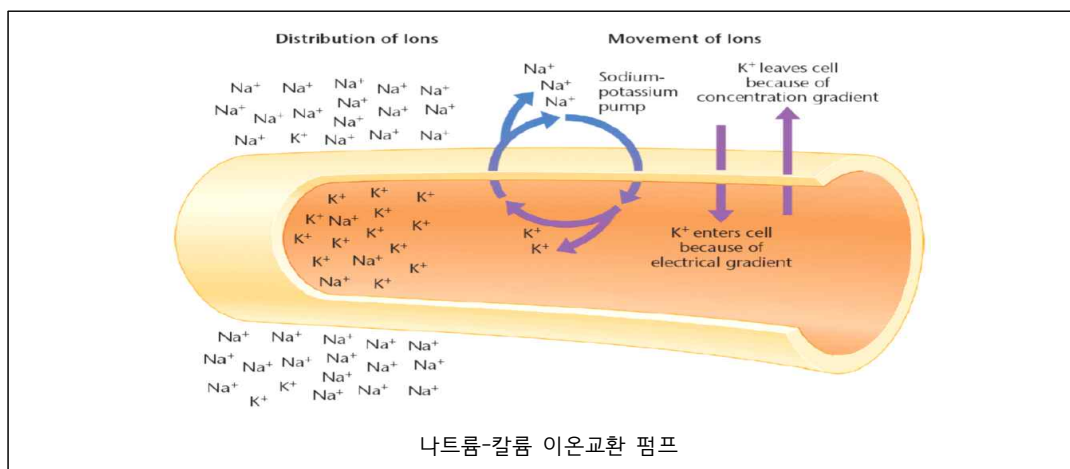 Distribution of Ions
Movement of Ions
Na⁺ Na⁺ Na⁺ Na⁺ Na⁺
Na⁺ Na⁺ Na⁺ Na⁺ Na⁺ Na⁺
Na⁺
Na⁺ K⁺ Na⁺ Na⁺ Na⁺
Na⁺
Na⁺
Na⁺
Sodium-
potassium
pump
K⁺ leaves cell
because of
concentration gradient
K⁺ K⁺ K⁺
K⁺ Na⁺ K⁺ K⁺
K⁺ K⁺ K⁺ K⁺
K⁺ Na⁺ K⁺
Na⁺ K⁺
K⁺
K⁺
K⁺ enters cell
because of
electrical gradient
Na⁺ Na⁺ Na⁺ Na⁺ Na⁺
Na⁺ Na⁺ Na⁺ Na⁺ Na⁺ Na⁺
Na⁺
Na⁺ K⁺ Na⁺ Na⁺ Na⁺
K⁺
나트륨-칼륨 이온교환 펌프